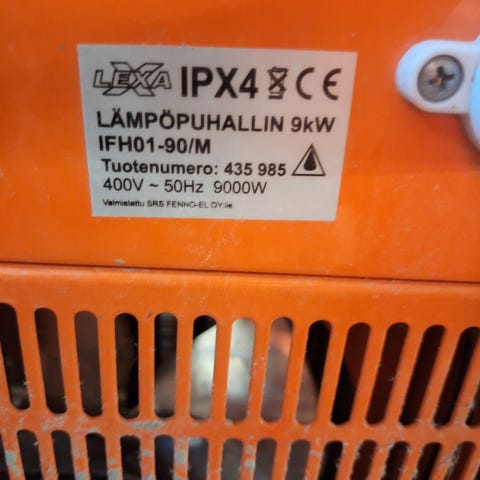 LEXA IPX4 CE
LÄMPÖPUHALLIN 9kW
IFH01-90/M
Tuotenumero: 435 985
400V ~ 50Hz 9000W
Valmistettu SRS FENNO-EL OY:lle